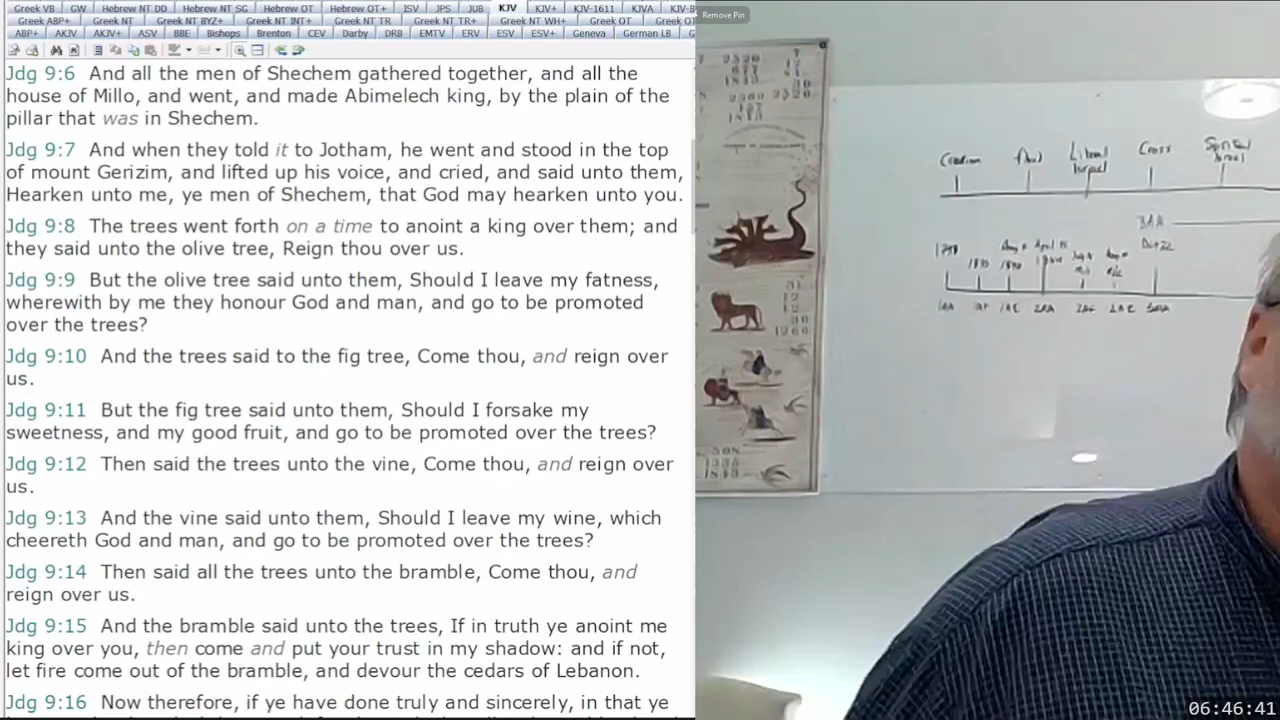 Greek VB GW Hebrew NT DD Hebrew NT SG Hebrew OT Hebrew OT+ ISV JPS JUB KJV KJV+ KJV-1611 KJVA
Greek ABP+ Greek NT Greek NT BYZ+ Greek NT INT+ Greek NT TR Greek NT TR+ Greek NT WH+ Greek OT
ABP+ AKJV AKJV+ ASV BBE Bishops Brenton CEV Darby DRB EMTV ERV ESV ESV+ Geneva German LB
Remove Pin
Jdg 9:6 And all the men of Shechem gathered together, and all the
house of Millo, and went, and made Abimelech king, by the plain of the
pillar that was in Shechem.
Jdg 9:7 And when they told it to Jotham, he went and stood in the top
of mount Gerizim, and lifted up his voice, and cried, and said unto them,
Hearken unto me, ye men of Shechem, that God may hearken unto you.
Jdg 9:8 The trees went forth on a time to anoint a king over them; and
they said unto the olive tree, Reign thou over us.
Jdg 9:9 But the olive tree said unto them, Should I leave my fatness,
wherewith by me they honour God and man, and go to be promoted
over the trees?
Jdg 9:10 And the trees said to the fig tree, Come thou, and reign over
us.
Jdg 9:11 But the fig tree said unto them, Should I forsake my
sweetness, and my good fruit, and go to be promoted over the trees?
Jdg 9:12 Then said the trees unto the vine, Come thou, and reign over
us.
Jdg 9:13 And the vine said unto them, Should I leave my wine, which
cheereth God and man, and go to be promoted over the trees?
Jdg 9:14 Then said all the trees unto the bramble, Come thou, and
reign over us.
Jdg 9:15 And the bramble said unto the trees, If in truth ye anoint me
king over you, then come and put your trust in my shadow: and if not,
let fire come out of the bramble, and devour the cedars of Lebanon.
Jdg 9:16 Now therefore, if ye have done truly and sincerely, in that ye
Cross
1798
31
12
12
30
1260
508
1335
1843
06:46:41